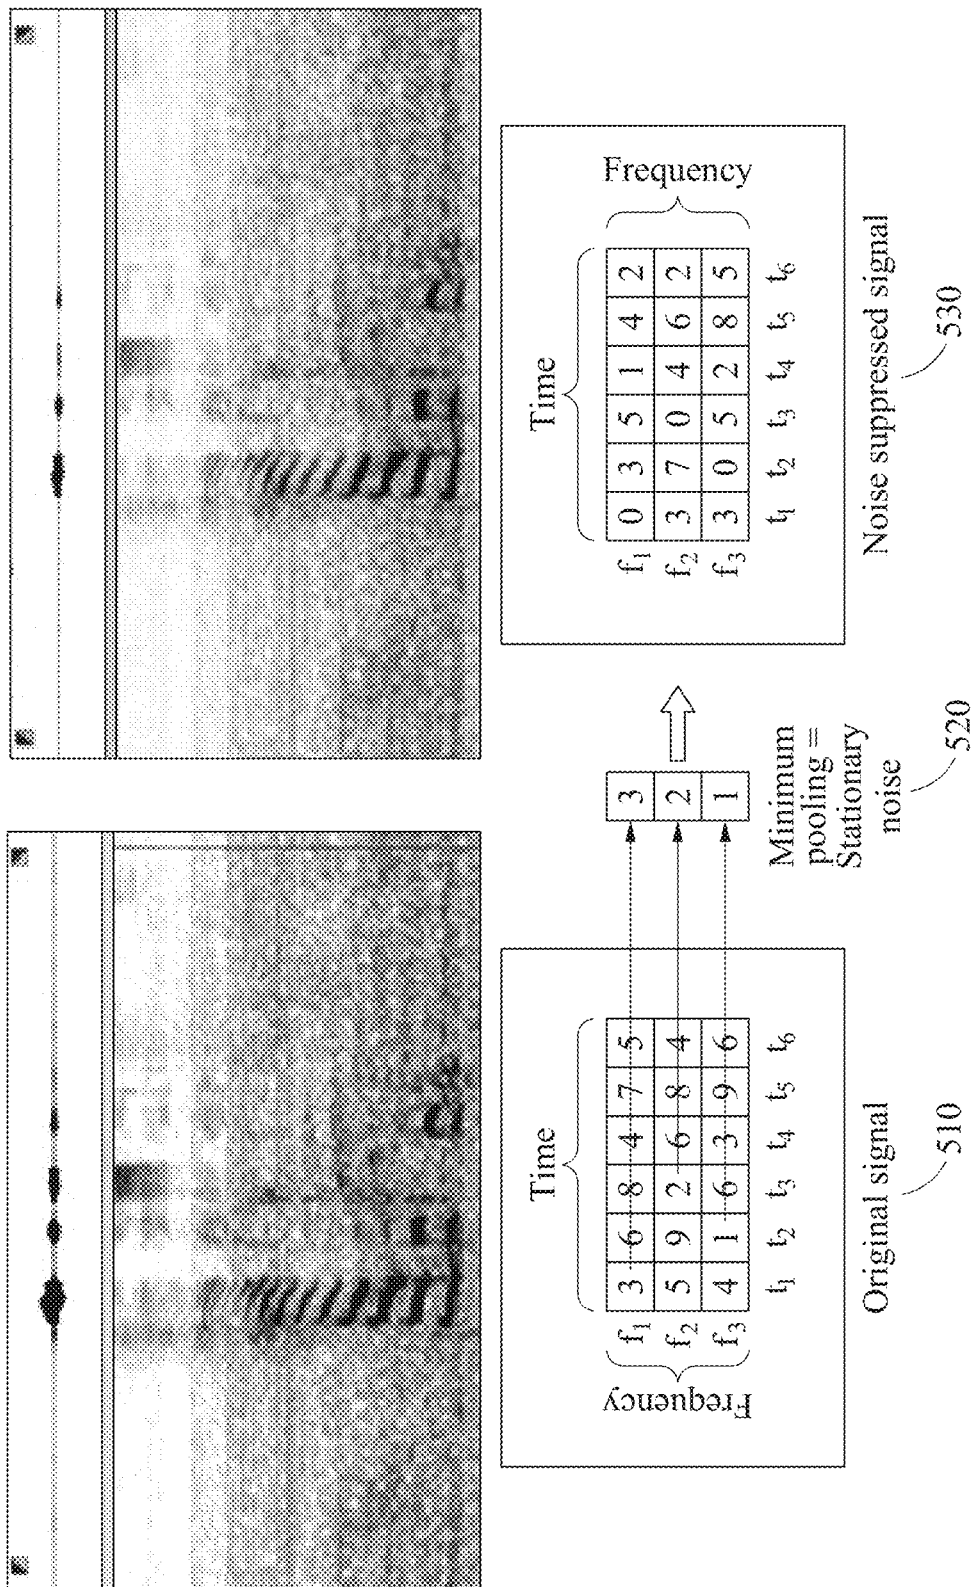 Time
Frequency
f1 3 6 8 4 7 5
f2 5 9 2 6 8 4
f3 4 1 6 3 9 6
t1 t2 t3 t4 t5 t6
Original signal
510
3
2
1
Minimum
pooling =
Stationary
noise
520
Time
Frequency
f1 0 3 5 1 4 2
f2 3 7 0 4 6 2
f3 3 0 5 2 8 5
t1 t2 t3 t4 t5 t6
Noise suppressed signal
530